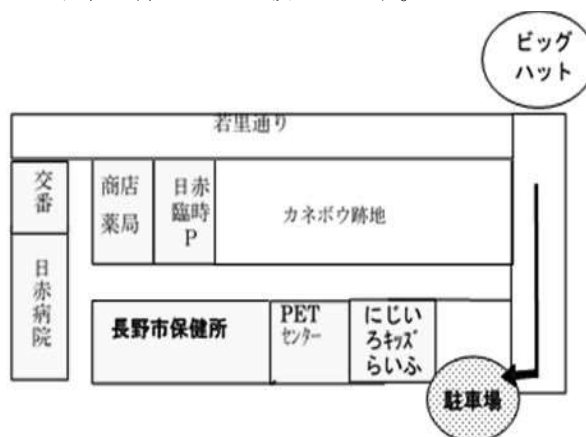 ビッグ
ハット
若里通り
交番
商店
薬局
日赤
臨時
P
カネボウ跡地
日赤病院
長野市保健所
PET
センター
にじい
ろキッズ
らいふ
駐車場